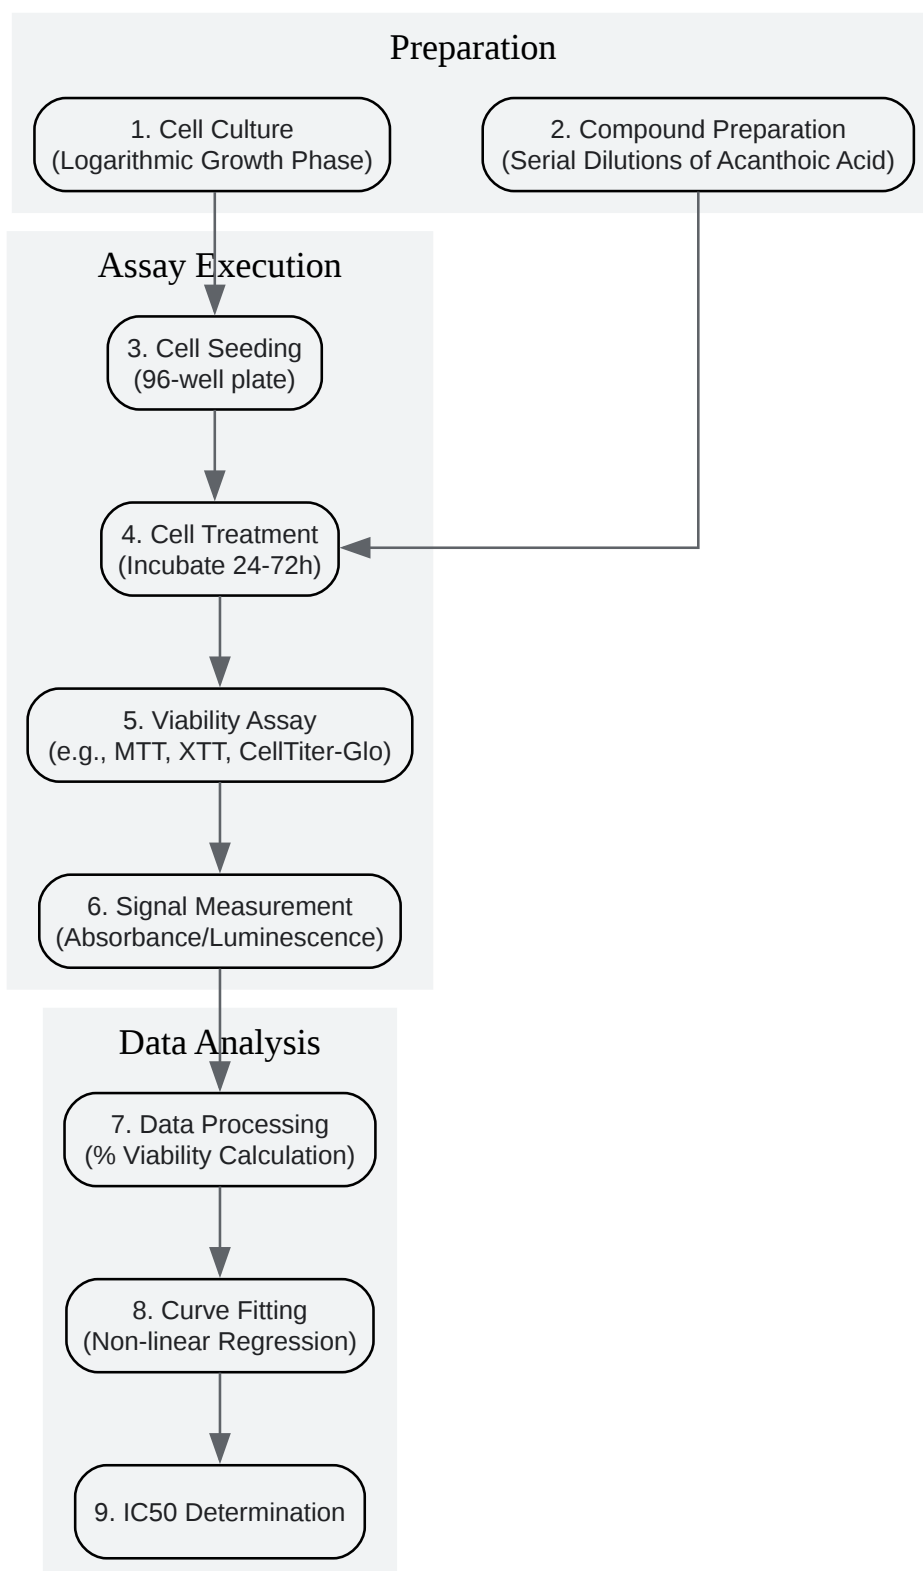 Preparation
1. Cell Culture
(Logarithmic Growth Phase)
2. Compound Preparation
(Serial Dilutions of Acanthoic Acid)
Assay Execution
3. Cell Seeding
(96-well plate)
4. Cell Treatment
(Incubate 24-72h)
5. Viability Assay
(e.g., MTT, XTT, CellTiter-Glo)
6. Signal Measurement
(Absorbance/Luminescence)
Data Analysis
7. Data Processing
(% Viability Calculation)
8. Curve Fitting
(Non-linear Regression)
9. IC50 Determination